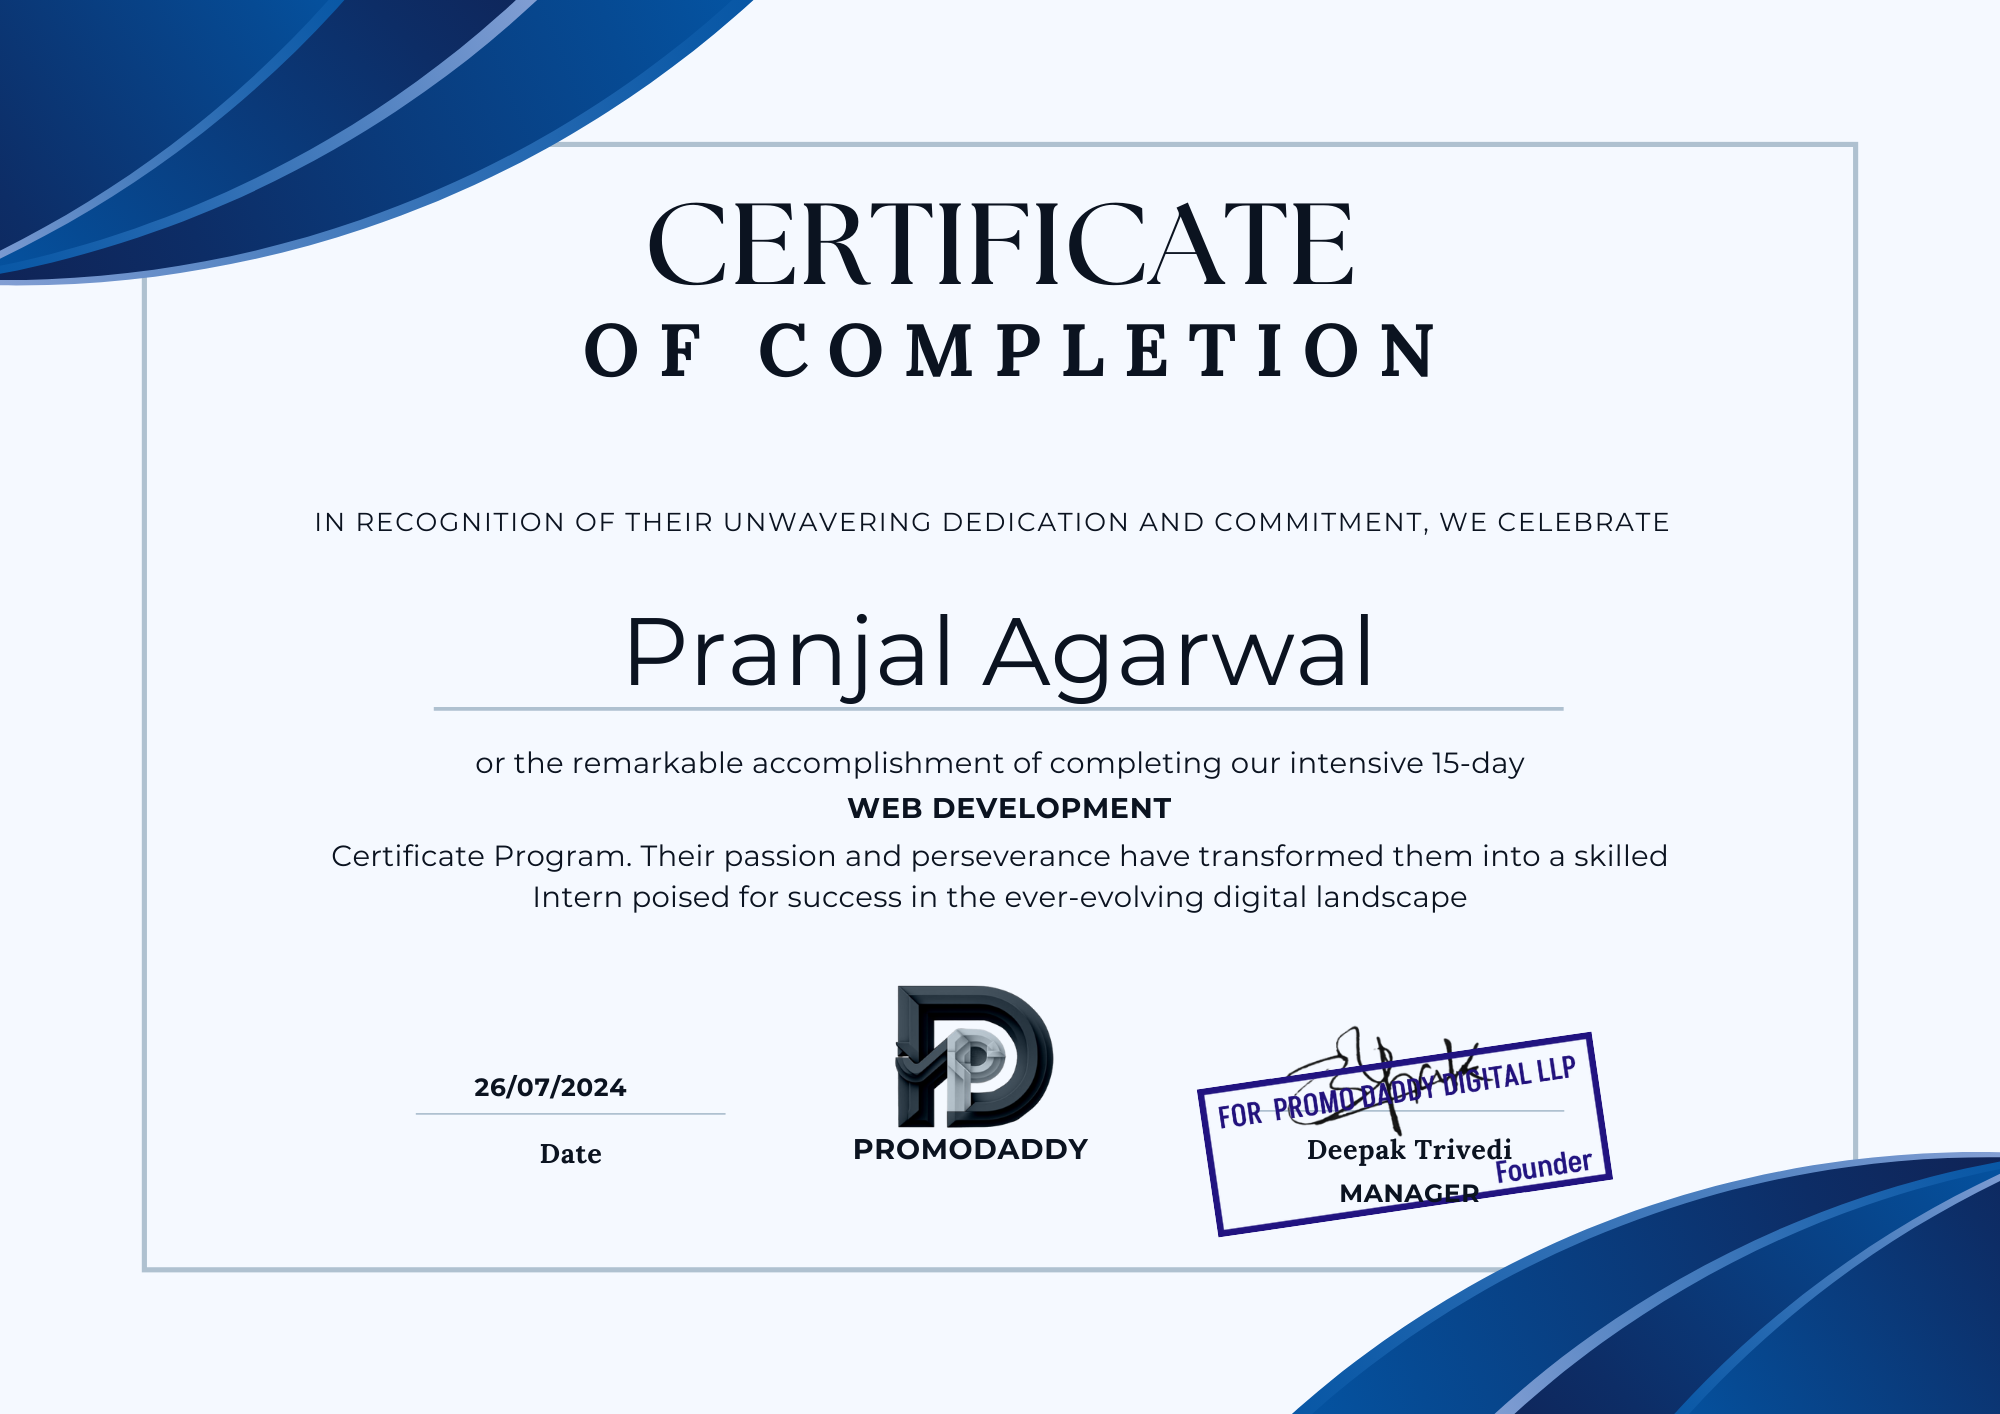 CERTIFICATE
OF COMPLETION
IN RECOGNITION OF THEIR UNWAVERING DEDICATION AND COMMITMENT, WE CELEBRATE
Pranjal Agarwal
or the remarkable accomplishment of completing our intensive 15-day
WEB DEVELOPMENT
Certificate Program. Their passion and perseverance have transformed them into a skilled
Intern poised for success in the ever-evolving digital landscape
26/07/2024
Date
PROMODADDY
FOR PROMO DADDY DIGITAL LLP
Deepak Trivedi
Founder
MANAGER